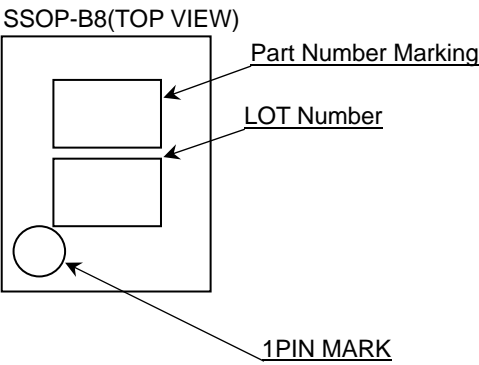 SSOP-B8(TOP VIEW)
Part Number Marking
LOT Number
1PIN MARK